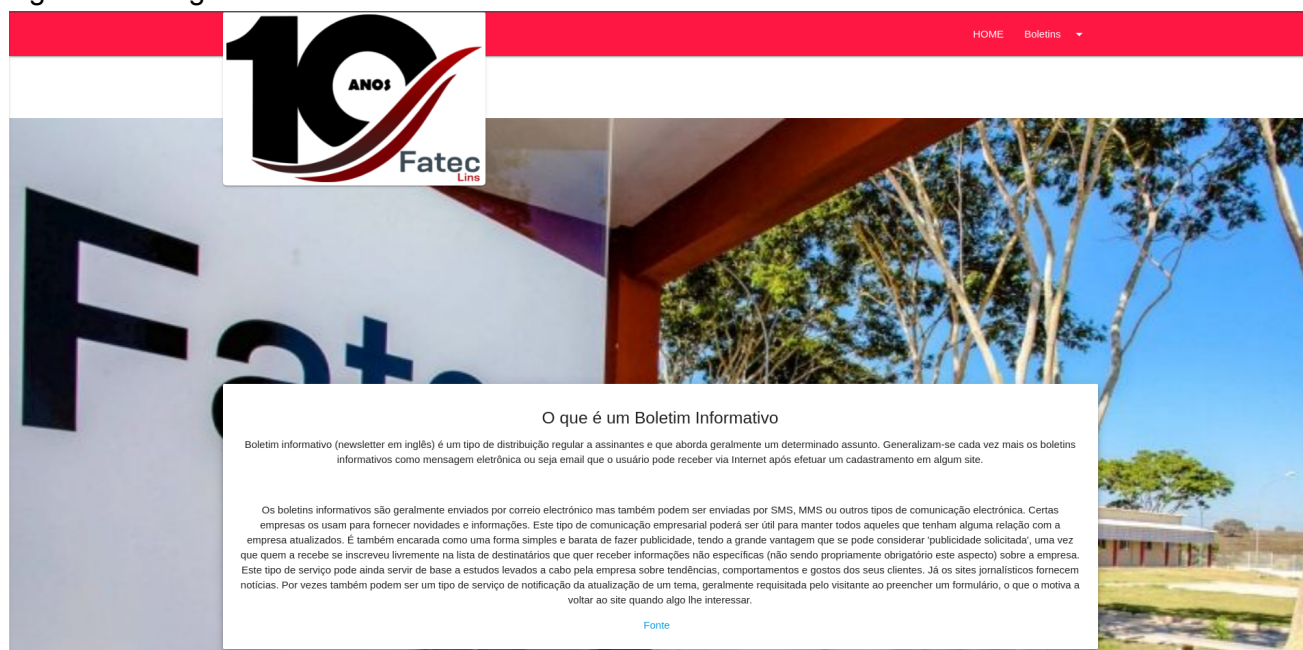 HOME Boletins
10 ANOS
Fatec
Lins
Fate
O que é um Boletim Informativo
Boletim informativo (newsletter em inglês) é um tipo de distribuição regular a assinantes e que aborda geralmente um determinado assunto. Generalizam-se cada vez mais os boletins
informativos como mensagem eletrônica ou seja email que o usuário pode receber via Internet após efetuar um cadastramento em algum site.
Os boletins informativos são geralmente enviados por correio electrónico mas também podem ser enviadas por SMS, MMS ou outros tipos de comunicação electrónica. Certas
empresas os usam para fornecer novidades e informações. Este tipo de comunicação empresarial poderá ser útil para manter todos aqueles que tenham alguma relação com a
empresa atualizados. É também encarada como uma forma simples e barata de fazer publicidade, tendo a grande vantagem que se pode considerar 'publicidade solicitada', uma vez
que quem a recebe se inscreveu livremente na lista de destinatários que quer receber informações não específicas (não sendo propriamente obrigatório este aspecto) sobre a empresa.
Este tipo de serviço pode ainda servir de base a estudos levados a cabo pela empresa sobre tendências, comportamentos e gostos dos seus clientes. Já os sites jornalísticos fornecem
notícias. Por vezes também podem ser um tipo de serviço de notificação da atualização de um tema, geralmente requisitada pelo visitante ao preencher um formulário, o que o motiva a
voltar ao site quando algo lhe interessar.
Fonte